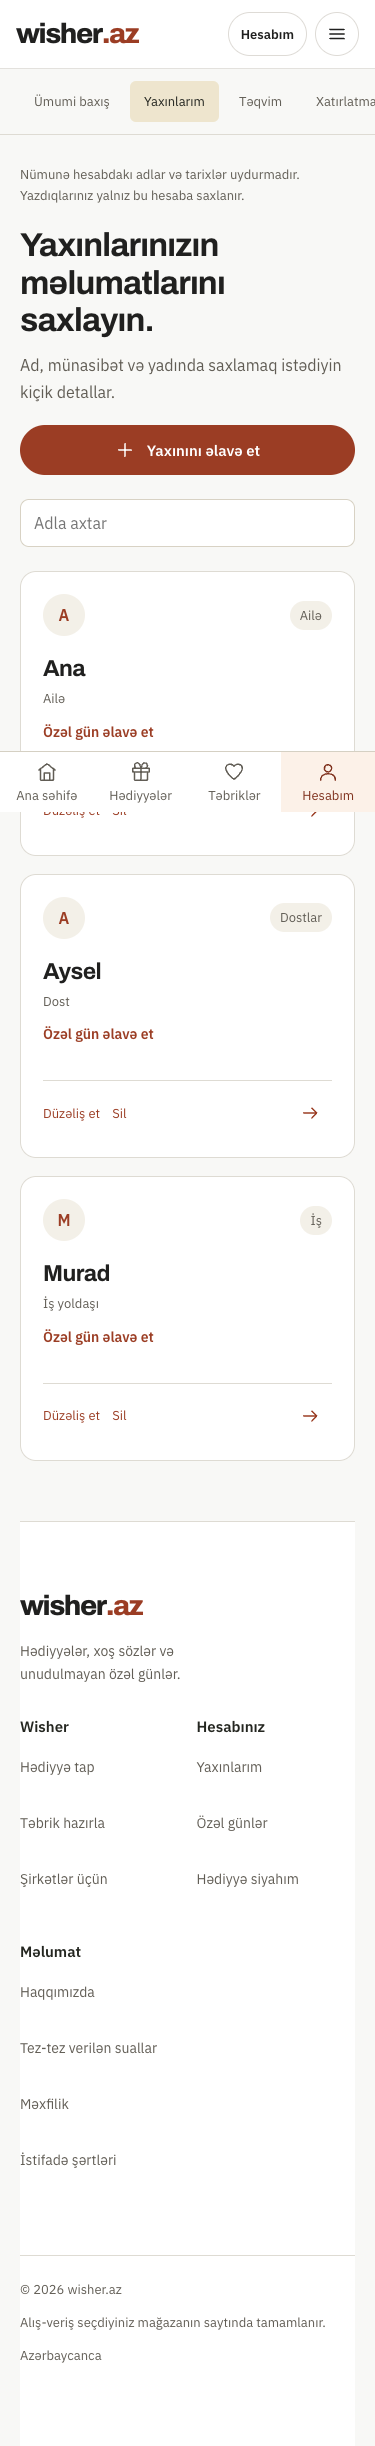 wisher.az
Hesabım
Ümumi baxış
Yaxınlarım
Təqvim
Xatırlatma
Nümunə hesabdakı adlar və tarixlər uydurmadır.
Yazdıqlarınız yalnız bu hesaba saxlanır.
Yaxınlarınızın
məlumatlarını
saxlayın.
Ad, münasibət və yadında saxlamaq istədiyin
kiçik detallar.
Yaxınını əlavə et
Adla axtar
A
Ailə
Ana
Ailə
Özəl gün əlavə et
Ana səhifə
Hədiyyələr
Təbriklər
Hesabım
Düzəliş et
Sil
A
Dostlar
Aysel
Dost
Özəl gün əlavə et
Düzəliş et
Sil
M
İş
Murad
İş yoldaşı
Özəl gün əlavə et
Düzəliş et
Sil
wisher.az
Hədiyyələr, xoş sözlər və
unudulmayan özəl günlər.
Wisher
Hədiyyə tap
Təbrik hazırla
Şirkətlər üçün
Hesabınız
Yaxınlarım
Özəl günlər
Hədiyyə siyahım
Məlumat
Haqqımızda
Tez-tez verilən suallar
Məxfilik
İstifadə şərtləri
© 2026 wisher.az
Alış-veriş seçdiyiniz mağazanın saytında tamamlanır.
Azərbaycanca